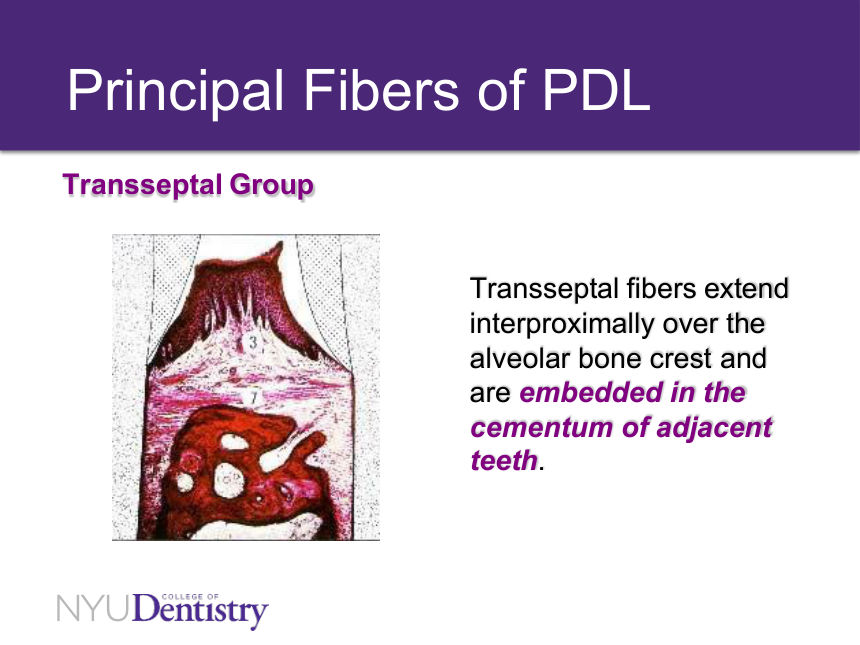 Principal Fibers of PDL
Transseptal Group
3
7
Transseptal fibers extend
interproximally over the
alveolar bone crest and
are embedded in the
cementum of adjacent
teeth.
NYU COLLEGE OF Dentistry